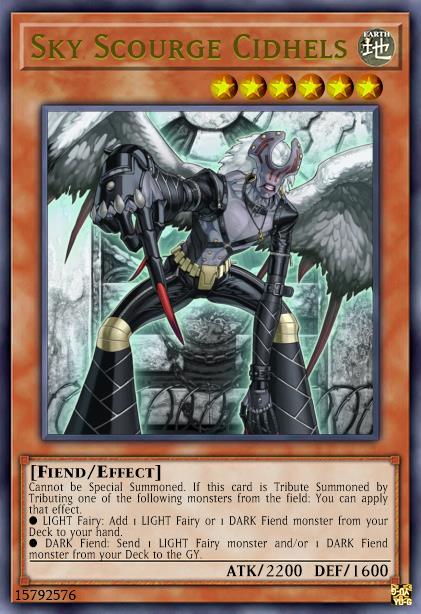 SKY SCOURGE CIDHELS
EARTH
地
[FIEND/EFFECT]
Cannot be Special Summoned. If this card is Tribute Summoned by
Tributing one of the following monsters from the field: You can apply
that effect.
● LIGHT Fairy: Add 1 LIGHT Fairy or 1 DARK Fiend monster from your
Deck to your hand.
● DARK Fiend: Send 1 LIGHT Fairy monster and/or 1 DARK Fiend
monster from your Deck to the GY.
ATK/2200 DEF/1600
15792576